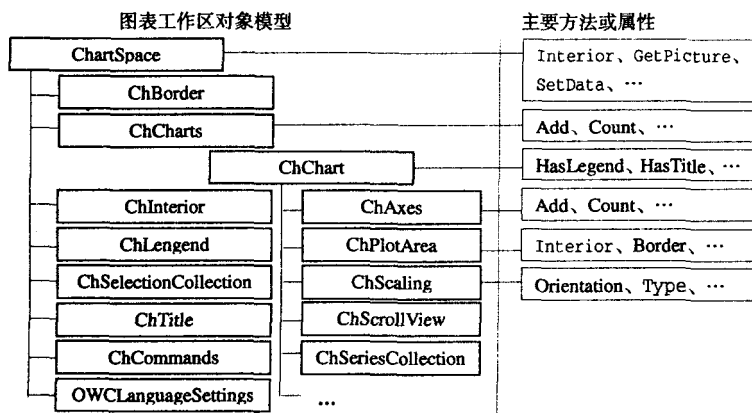 图表工作区对象模型
主要方法或属性
ChartSpace
Interior、GetPicture、
SetData、…
ChBorder
ChCharts
Add、Count、…
ChChart
HasLegend、HasTitle、…
ChInterior
ChAxes
Add、Count、…
ChLengend
ChPlotArea
Interior、Border、…
ChSelectionCollection
ChScaling
Orientation、Type、…
ChTitle
ChScrollView
ChCommands
ChSeriesCollection
OWCLanguageSettings
…